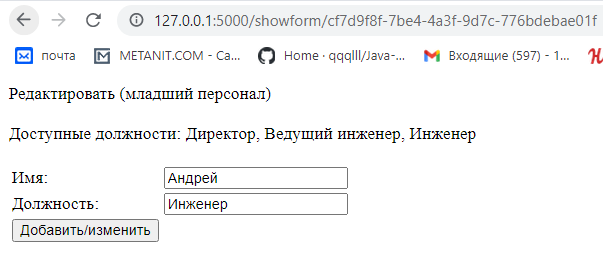 127.0.0.1:5000/showform/cf7d9f8f-7be4-4a3f-9d7c-776bdebae01f
почта METANIT.COM - Са... Home · qqqlll/Java-... Входящие (597) - 1...
Редактировать (младший персонал)
Доступные должности: Директор, Ведущий инженер, Инженер
Имя: Андрей
Должность: Инженер
Добавить/изменить